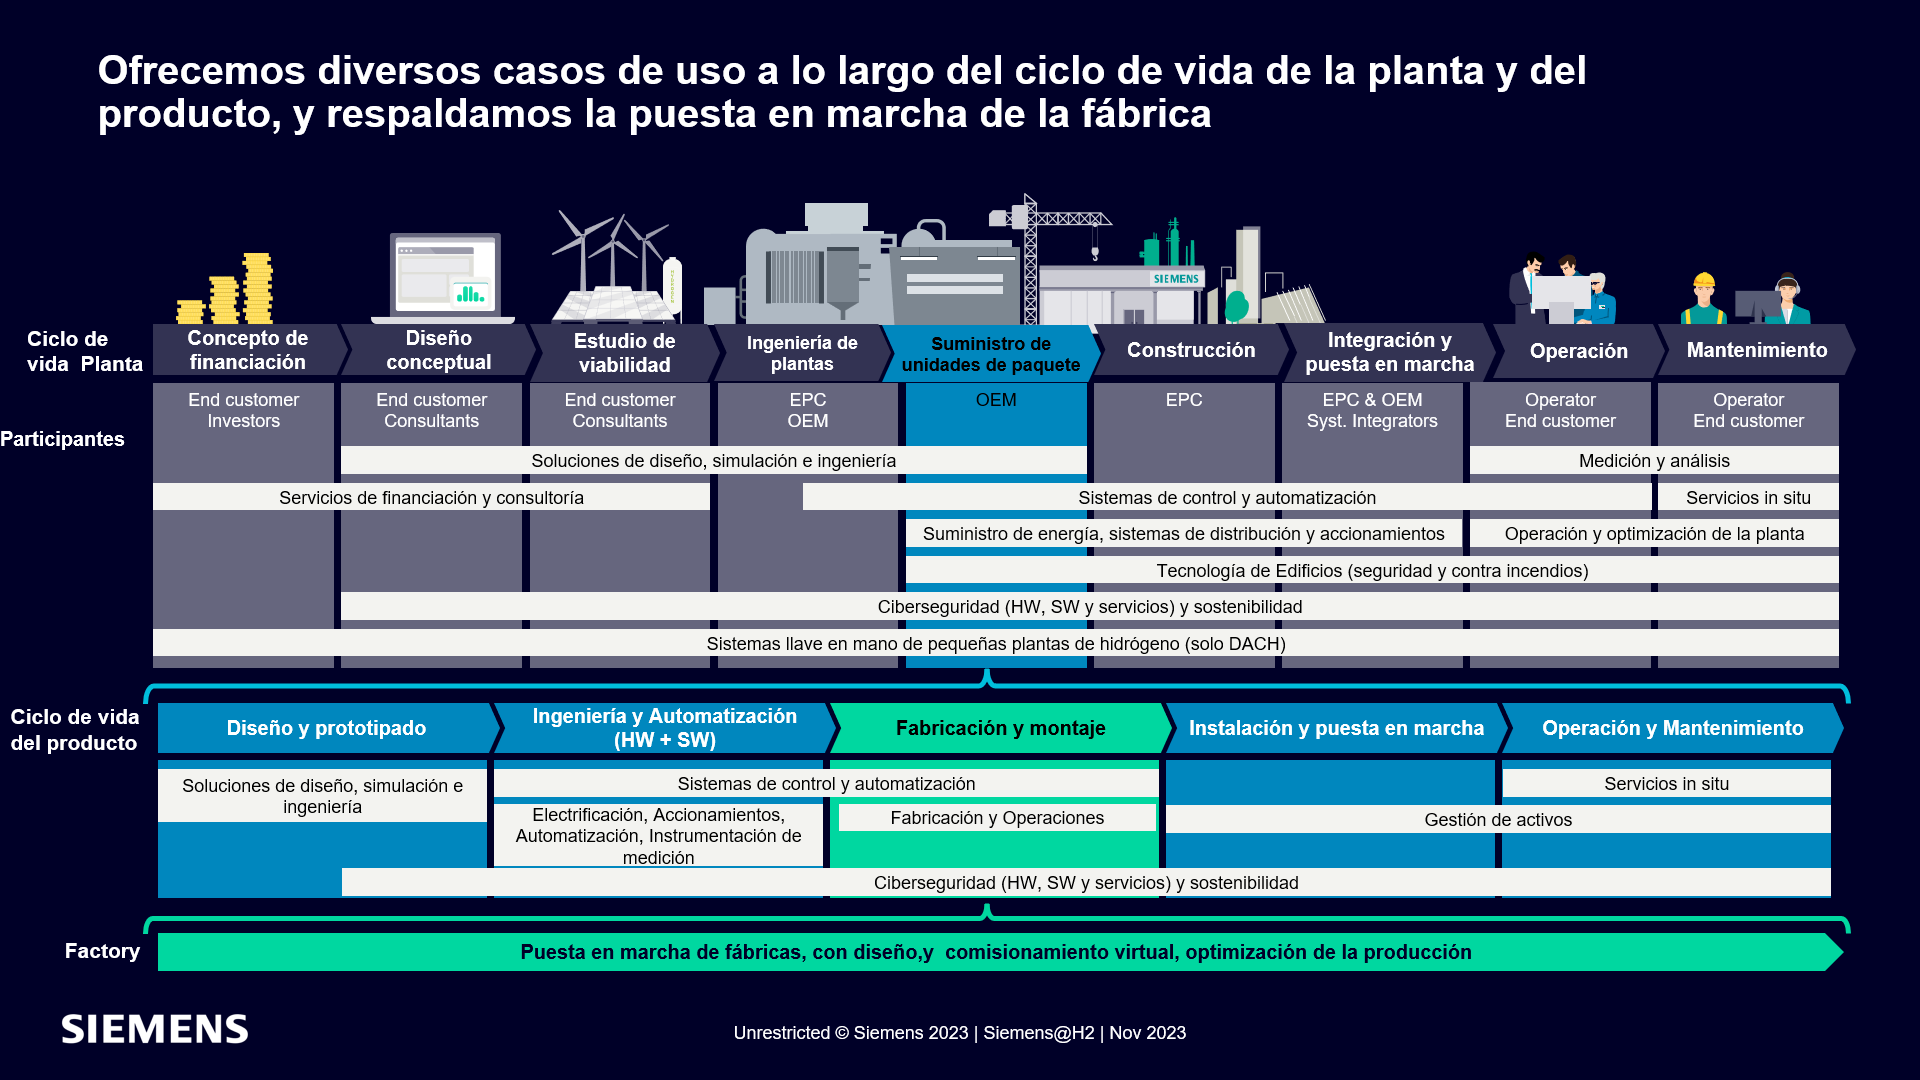 Ofrecemos diversos casos de uso a lo largo del ciclo de vida de la planta y del
producto, y respaldamos la puesta en marcha de la fábrica
SIEMENS
Ciclo de
vida  Planta
Concepto de
financiación
Diseño
conceptual
Estudio de
viabilidad
Ingeniería de
plantas
Suministro de
unidades de paquete
Construcción
Integración y
puesta en marcha
Operación
Mantenimiento
Participantes
End customer
Investors
End customer
Consultants
End customer
Consultants
EPC
OEM
OEM
EPC
EPC & OEM
Syst. Integrators
Operator
End customer
Operator
End customer
Soluciones de diseño, simulación e ingeniería
Medición y análisis
Servicios de financiación y consultoría
Sistemas de control y automatización
Servicios in situ
Suministro de energía, sistemas de distribución y accionamientos
Operación y optimización de la planta
Tecnología de Edificios (seguridad y contra incendios)
Ciberseguridad (HW, SW y servicios) y sostenibilidad
Sistemas llave en mano de pequeñas plantas de hidrógeno (solo DACH)
Ciclo de vida
del producto
Diseño y prototipado
Ingeniería y Automatización
(HW + SW)
Fabricación y montaje
Instalación y puesta en marcha
Operación y Mantenimiento
Soluciones de diseño, simulación e
ingeniería
Sistemas de control y automatización
Servicios in situ
Electrificación, Accionamientos,
Automatización, Instrumentación de
medición
Fabricación y Operaciones
Gestión de activos
Ciberseguridad (HW, SW y servicios) y sostenibilidad
Factory
Puesta en marcha de fábricas, con diseño,y  comisionamiento virtual, optimización de la producción
SIEMENS
Unrestricted © Siemens 2023 | Siemens@H2 | Nov 2023